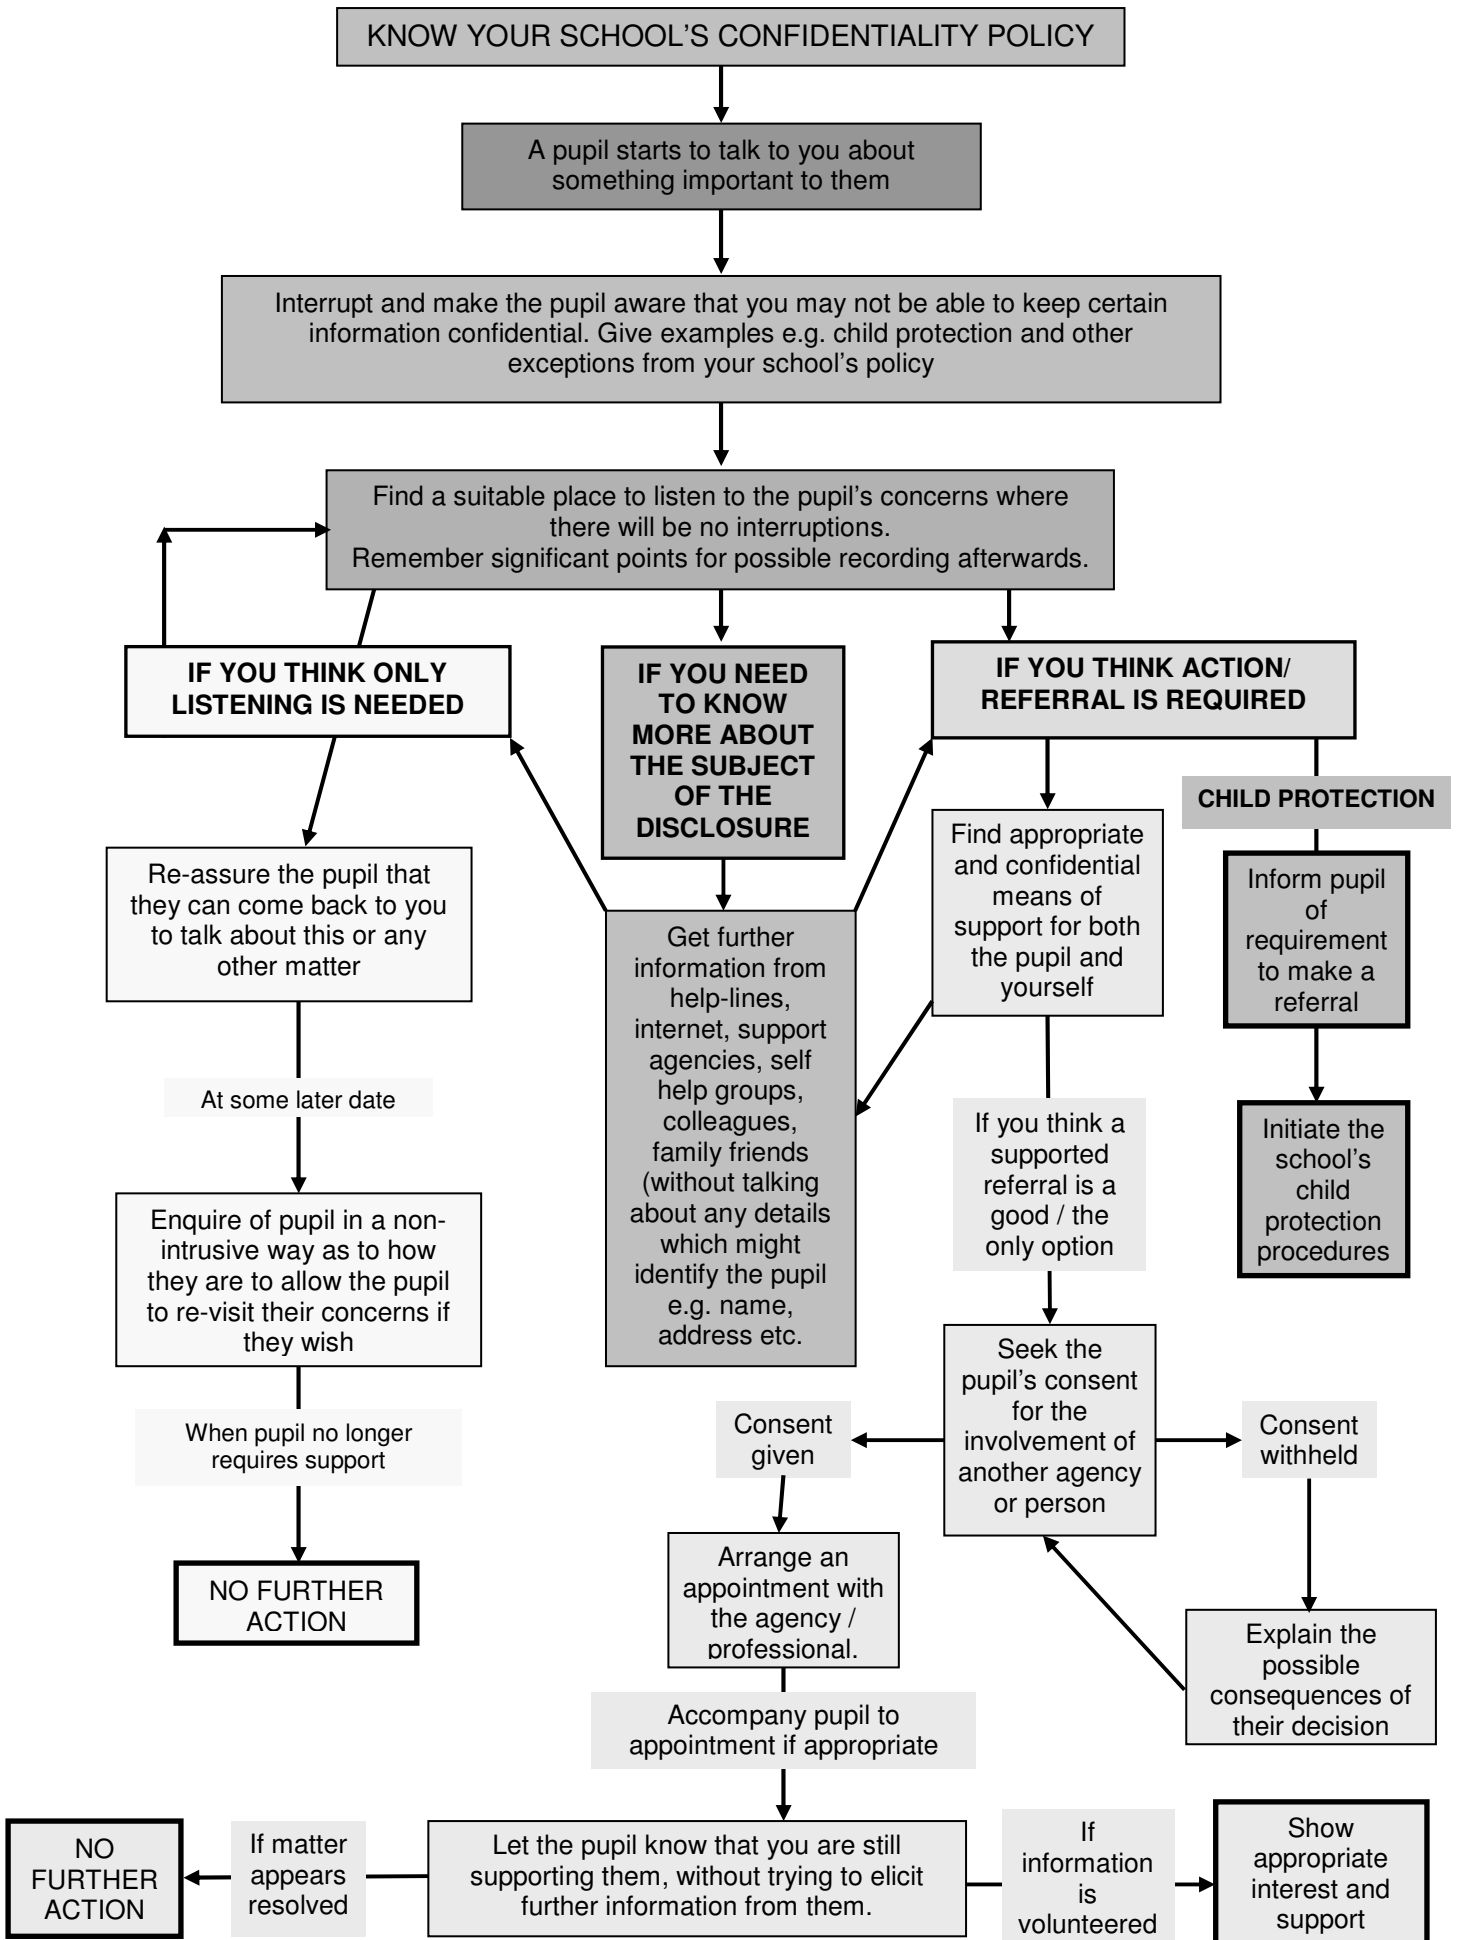 KNOW YOUR SCHOOL'S CONFIDENTIALITY POLICY
A pupil starts to talk to you about
something important to them
Interrupt and make the pupil aware that you may not be able to keep certain
information confidential. Give examples e.g. child protection and other
exceptions from your school's policy
Find a suitable place to listen to the pupil's concerns where
there will be no interruptions.
Remember significant points for possible recording afterwards.
IF YOU THINK ONLY
LISTENING IS NEEDED
IF YOU NEED
TO KNOW
MORE ABOUT
THE SUBJECT
OF THE
DISCLOSURE
IF YOU THINK ACTION/
REFERRAL IS REQUIRED
CHILD PROTECTION
Re-assure the pupil that
they can come back to you
to talk about this or any
other matter
Get further
information from
help-lines,
internet, support
agencies, self
help groups,
colleagues,
family friends
(without talking
about any details
which might
identify the pupil
e.g. name,
address etc.
Find appropriate
and confidential
means of
support for both
the pupil and
yourself
Inform pupil
of
requirement
to make a
referral
At some later date
If you think a
supported
referral is a
good / the
only option
Initiate the
school's
child
protection
procedures
Enquire of pupil in a non-
intrusive way as to how
they are to allow the pupil
to re-visit their concerns if
they wish
When pupil no longer
requires support
NO FURTHER
ACTION
Consent
given
Seek the
pupil's consent
for the
involvement of
another agency
or person
Consent
withheld
Arrange an
appointment with
the agency /
professional.
Explain the
possible
consequences of
their decision
Accompany pupil to
appointment if appropriate
NO
FURTHER
ACTION
If matter
appears
resolved
Let the pupil know that you are still
supporting them, without trying to elicit
further information from them.
If
information
is
volunteered
Show
appropriate
interest and
support